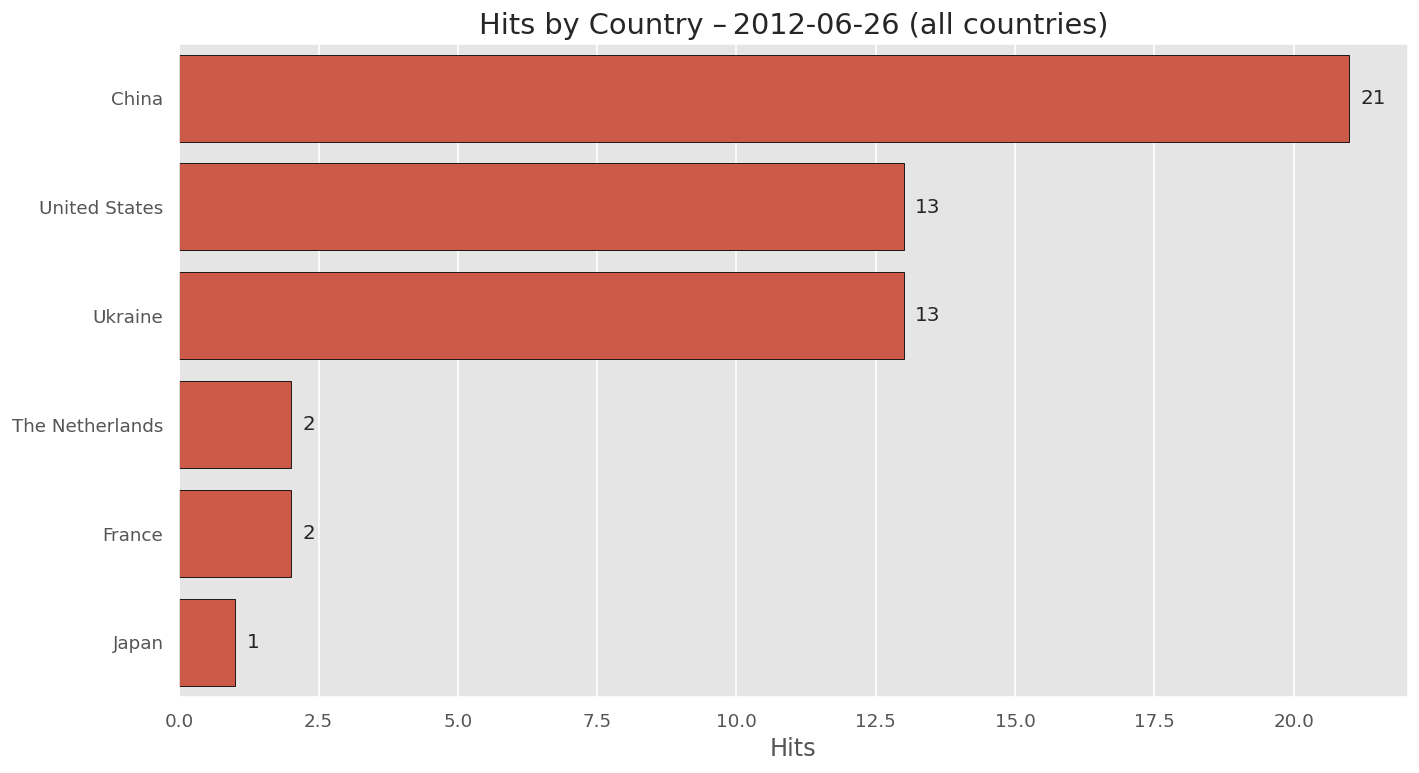 Hits by Country – 2012-06-26 (all countries)
China
21
United States
13
Ukraine
13
The Netherlands
2
France
2
Japan
1
0.0 2.5 5.0 7.5 10.0 12.5 15.0 17.5 20.0
Hits